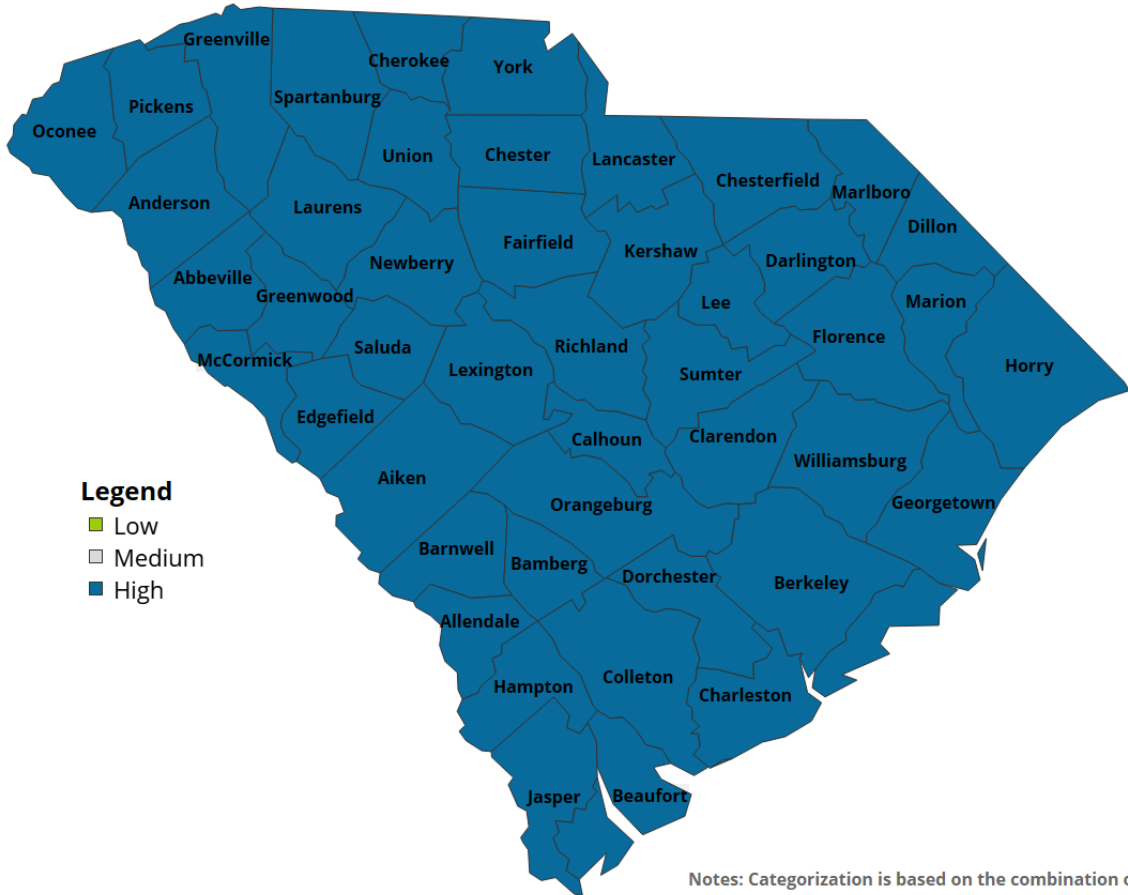 Greenville
Cherokee
York
Spartanburg
Pickens
Oconee
Union
Chester
Lancaster
Chesterfield
Marlboro
Anderson
Laurens
Dillon
Fairfield
Kershaw
Darlington
Newberry
Abbeville
Greenwood
Lee
Marion
Florence
Saluda
Richland
McCormick
Lexington
Sumter
Horry
Edgefield
Calhoun
Clarendon
Williamsburg
Aiken
Orangeburg
Georgetown
Legend
Low
Medium
High
Barnwell
Bamberg
Dorchester
Berkeley
Allendale
Hampton
Colleton
Charleston
Jasper
Beaufort
Notes: Categorization is based on the combination